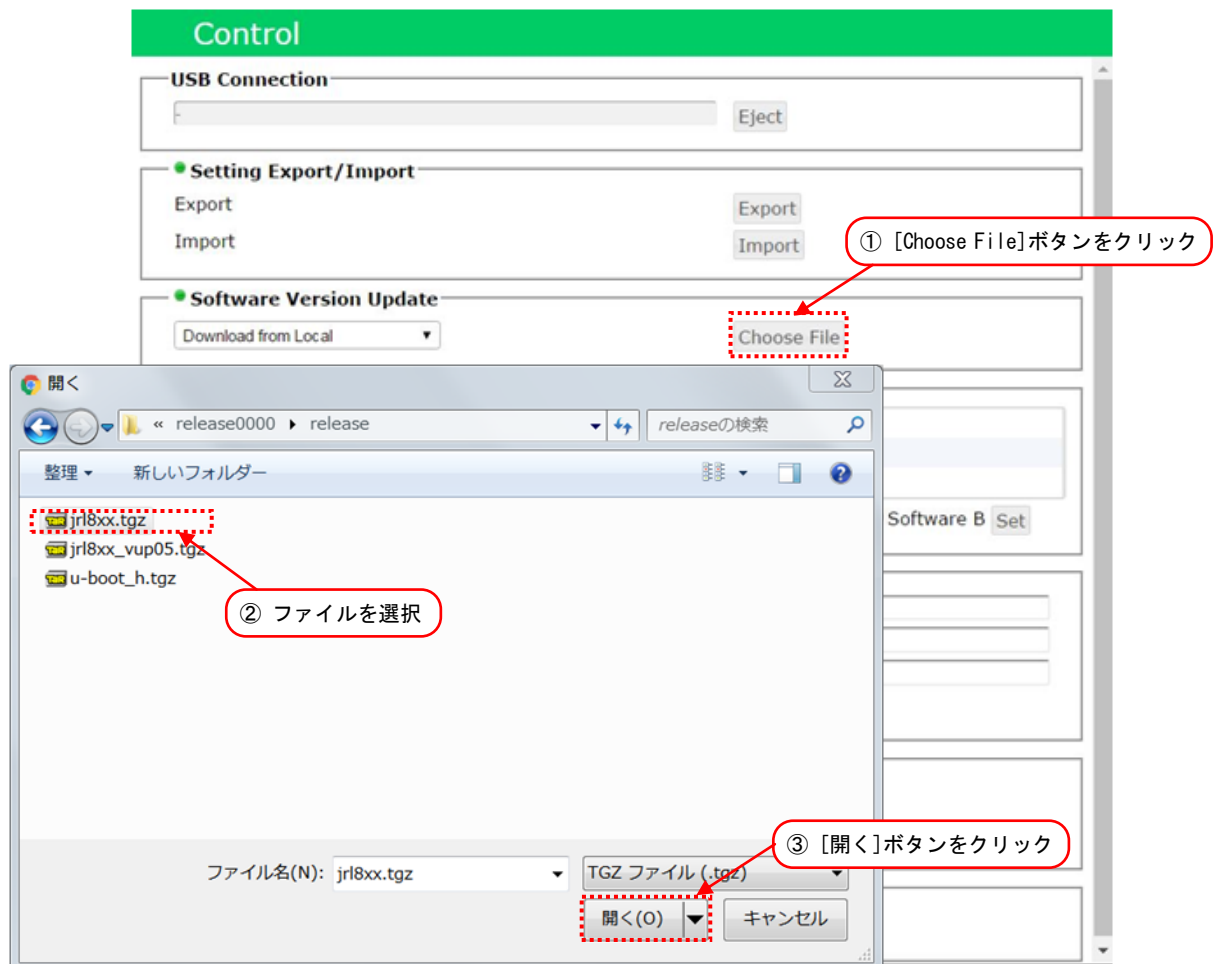 Control
USB Connection
-
Eject
Setting Export/Import
Export
Export
Import
Import
① [Choose File]ボタンをクリック
Software Version Update
Download from Local
Choose File
開く
« release0000 release
releaseの検索
整理
新しいフォルダー
jrl8xx.tgz
jrl8xx_vup05.tgz
u-boot_h.tgz
② ファイルを選択
Software B
Set
③ [開く]ボタンをクリック
ファイル名(N):
jrl8xx.tgz
TGZ ファイル (.tgz)
開く(O)
キャンセル